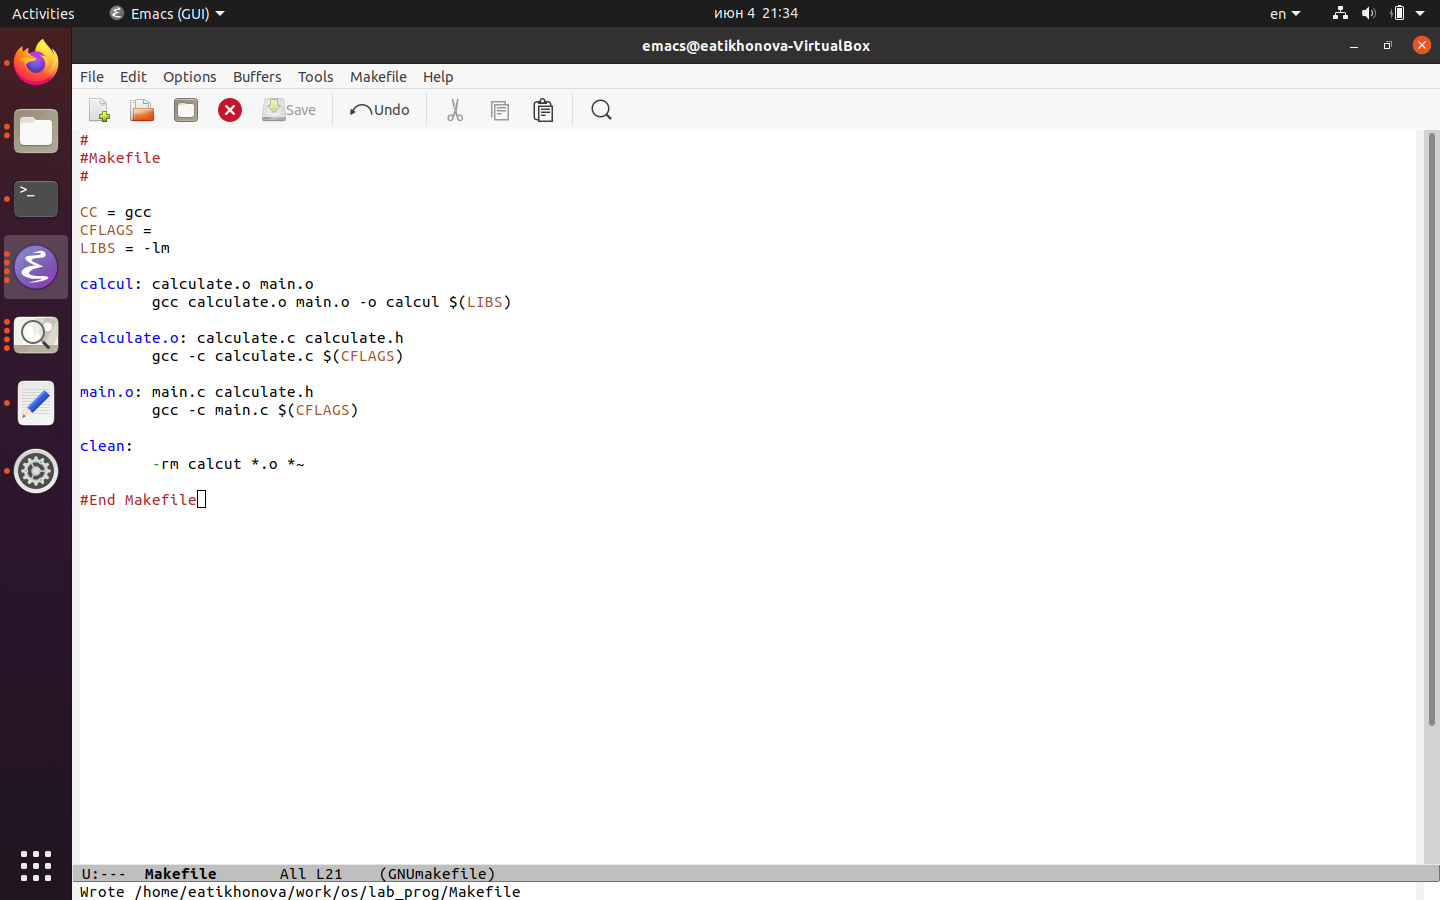 Activities Emacs (GUI) июн 4 21:34 en
emacs@eatikhonova-VirtualBox
File Edit Options Buffers Tools Makefile Help
Save Undo
#
#Makefile
#
CC = gcc
CFLAGS =
LIBS = -lm
calcul: calculate.o main.o
gcc calculate.o main.o -o calcul $(LIBS)
calculate.o: calculate.c calculate.h
gcc -c calculate.c $(CFLAGS)
main.o: main.c calculate.h
gcc -c main.c $(CFLAGS)
clean:
-rm calcut *.o *~
#End Makefile
U:--- Makefile All L21 (GNUmakefile)
Wrote /home/eatikhonova/work/os/lab_prog/Makefile